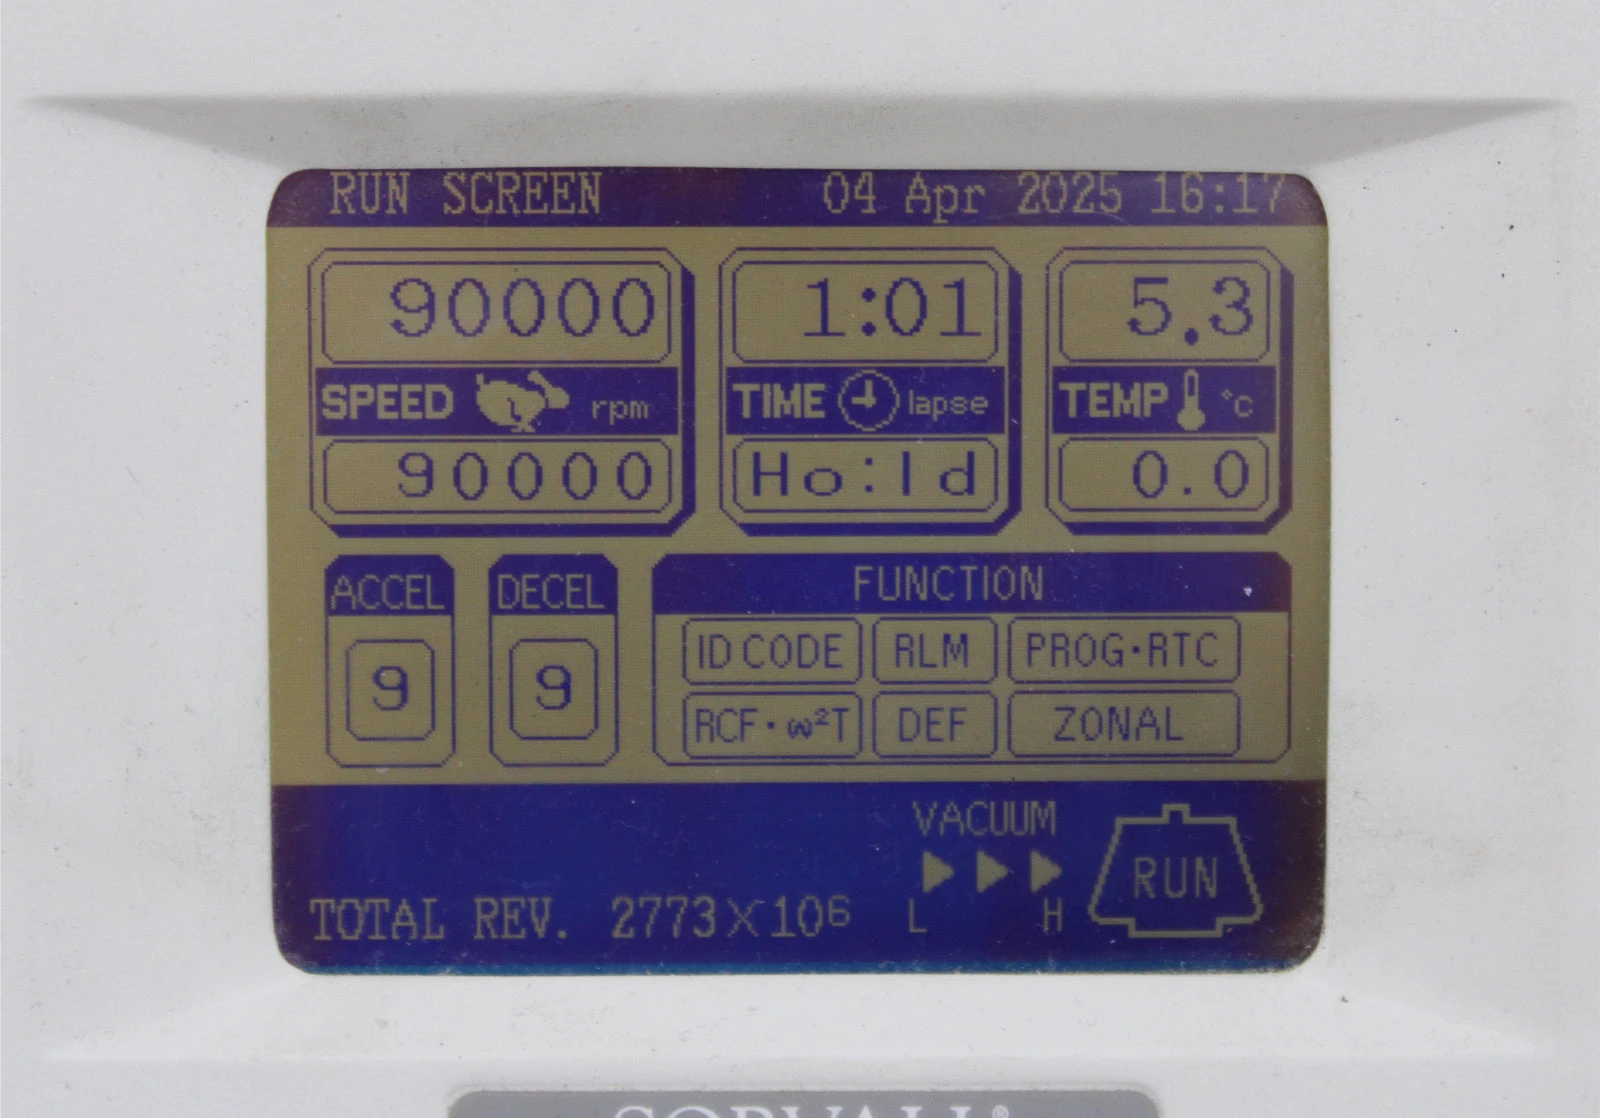 RUN SCREEN 04 Apr 2025 16:17
90000 1:01 5.3
SPEED rpm TIME lapse TEMP °C
90000 Ho:ld 0.0
ACCEL DECEL FUNCTION
ID CODE RLM PROG·RTC
9 9
RCF·ω²T DEF ZONAL
VACUUM
RUN
TOTAL REV. 2773×10⁶ L H
SORVALL®